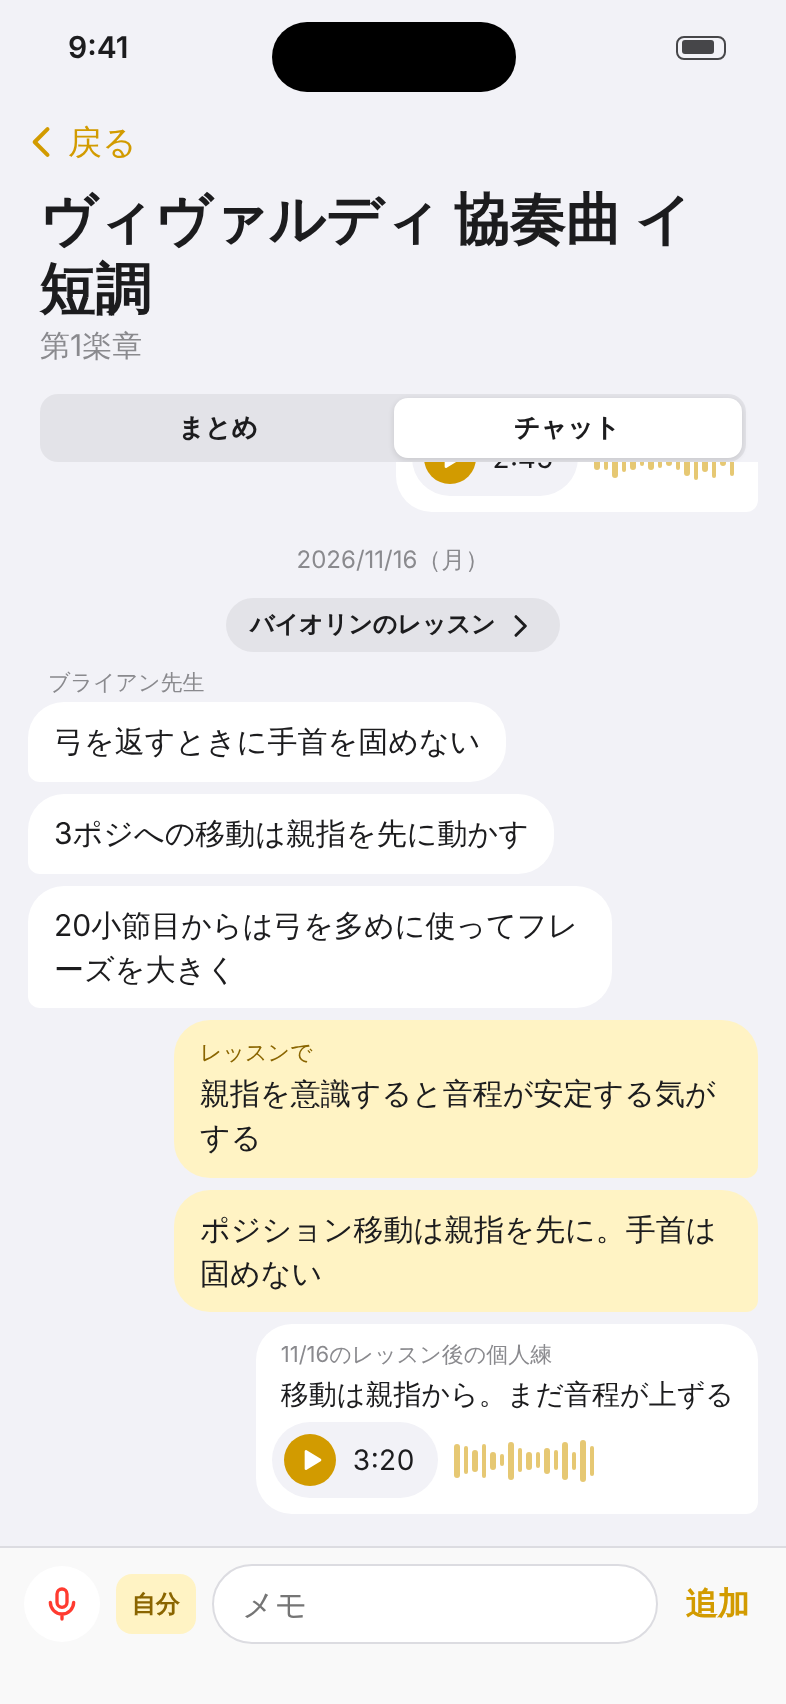 9:41
戻る
ヴィヴァルディ 協奏曲 イ
短調
第1楽章
まとめ
チャット
2026/11/16（月）
バイオリンのレッスン
ブライアン先生
弓を返すときに手首を固めない
3ポジへの移動は親指を先に動かす
20小節目からは弓を多めに使ってフレ
ーズを大きく
レッスンで
親指を意識すると音程が安定する気が
する
ポジション移動は親指を先に。手首は
固めない
11/16のレッスン後の個人練
移動は親指から。まだ音程が上ずる
3:20
自分
メモ
追加